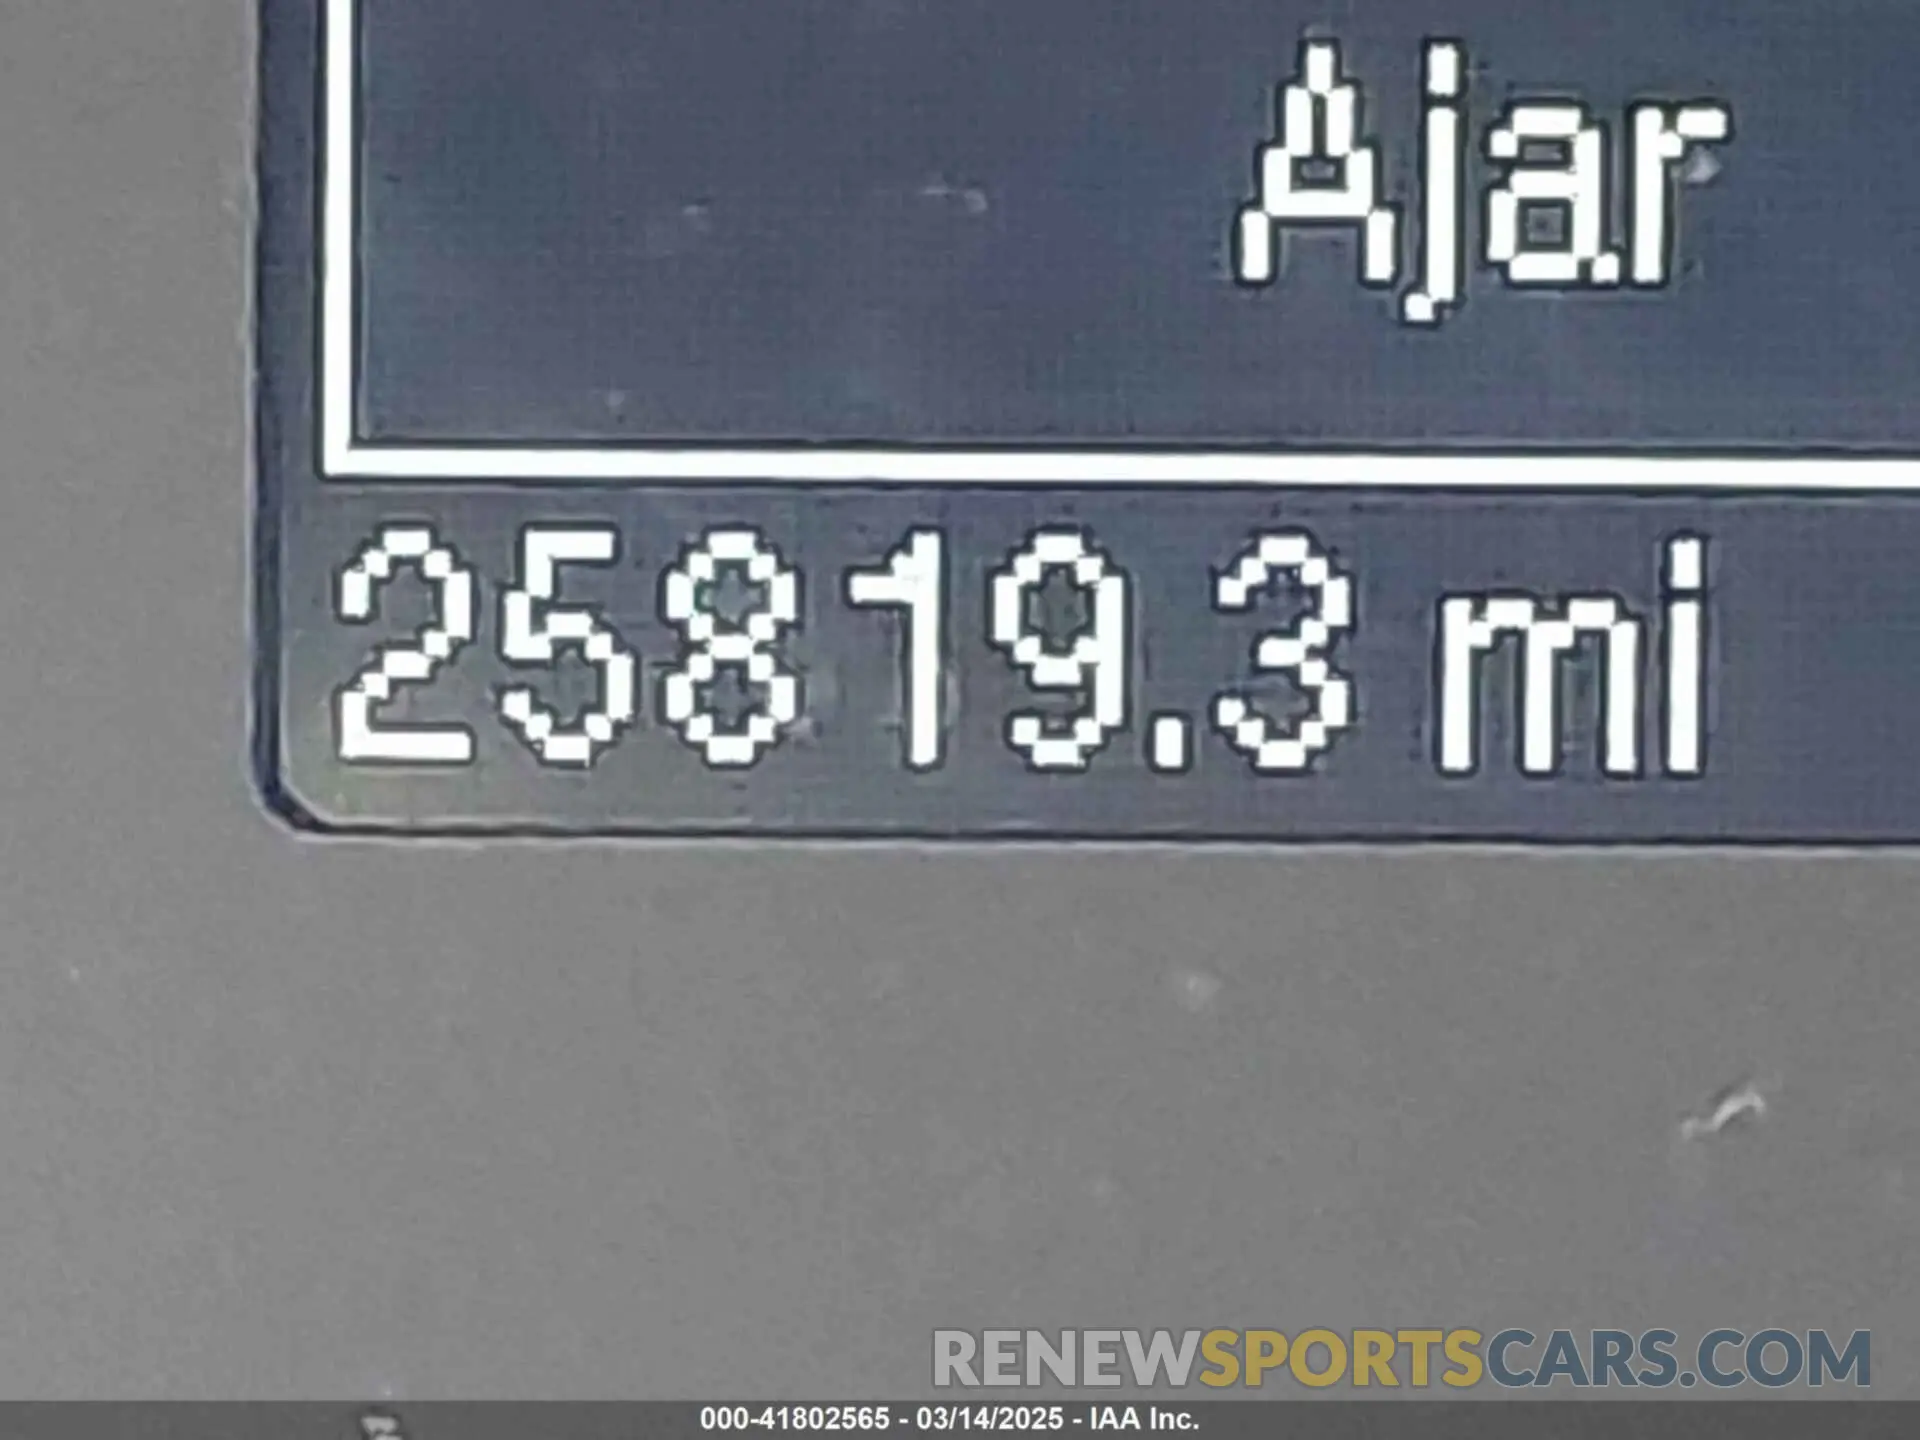 Ajar
25819.3 mi
RENEWSPORTSCARS.COM
000-41802565 - 03/14/2025 - IAA Inc.